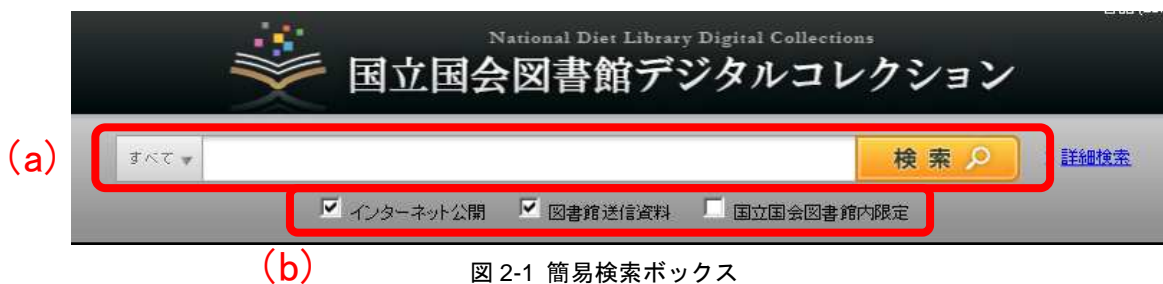 National Diet Library Digital Collections
国立国会図書館デジタルコレクション
(a)
すべて 検索 詳細検索
インターネット公開 図書館送信資料 国立国会図書館内限定
(b)
図 2-1 簡易検索ボックス